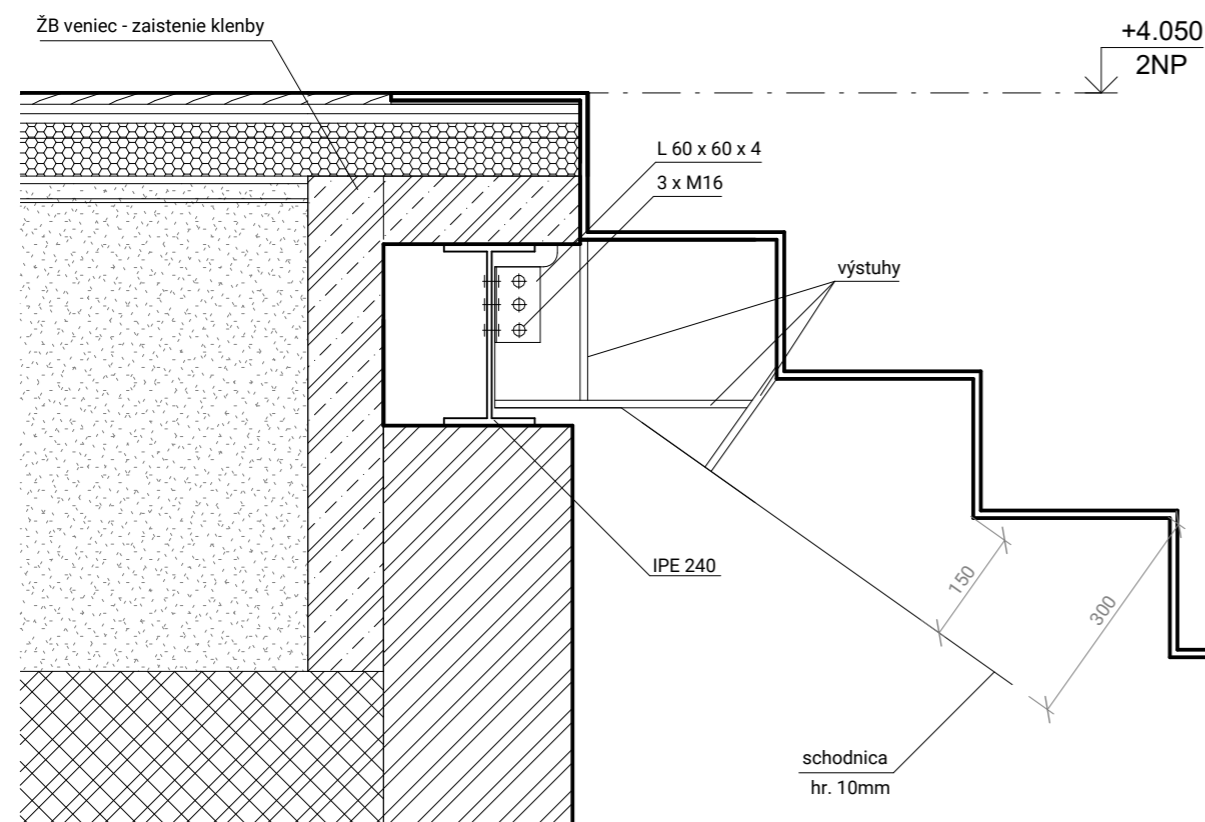 ŽB veniec - zaistenie klenby
+4.050
2NP
L 60 x 60 x 4
3 x M16
výstuhy
IPE 240
150
300
schodnica
hr. 10mm